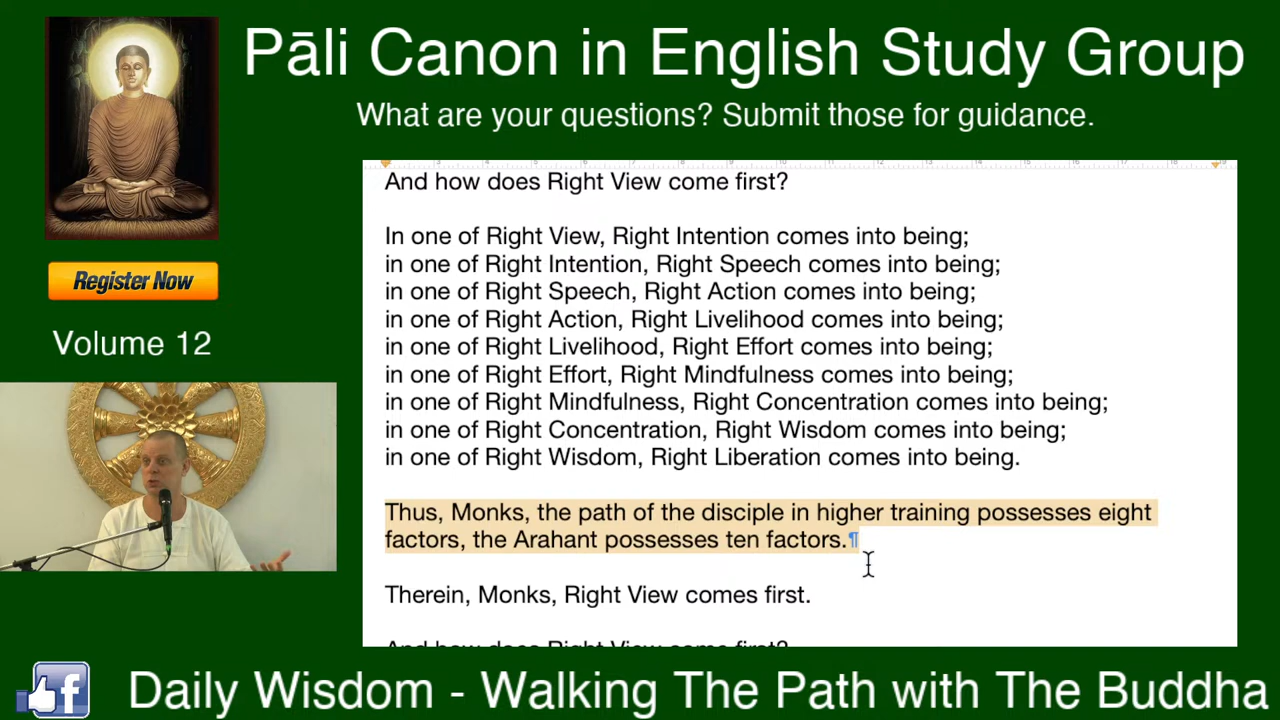 Pāli Canon in English Study Group
What are your questions? Submit those for guidance.
Register Now
Volume 12
And how does Right View come first?
In one of Right View, Right Intention comes into being;
in one of Right Intention, Right Speech comes into being;
in one of Right Speech, Right Action comes into being;
in one of Right Action, Right Livelihood comes into being;
in one of Right Livelihood, Right Effort comes into being;
in one of Right Effort, Right Mindfulness comes into being;
in one of Right Mindfulness, Right Concentration comes into being;
in one of Right Concentration, Right Wisdom comes into being;
in one of Right Wisdom, Right Liberation comes into being.
Thus, Monks, the path of the disciple in higher training possesses eight
factors, the Arahant possesses ten factors.¶
Therein, Monks, Right View comes first.
And how does Right View come first?
f
Daily Wisdom - Walking The Path with The Buddha